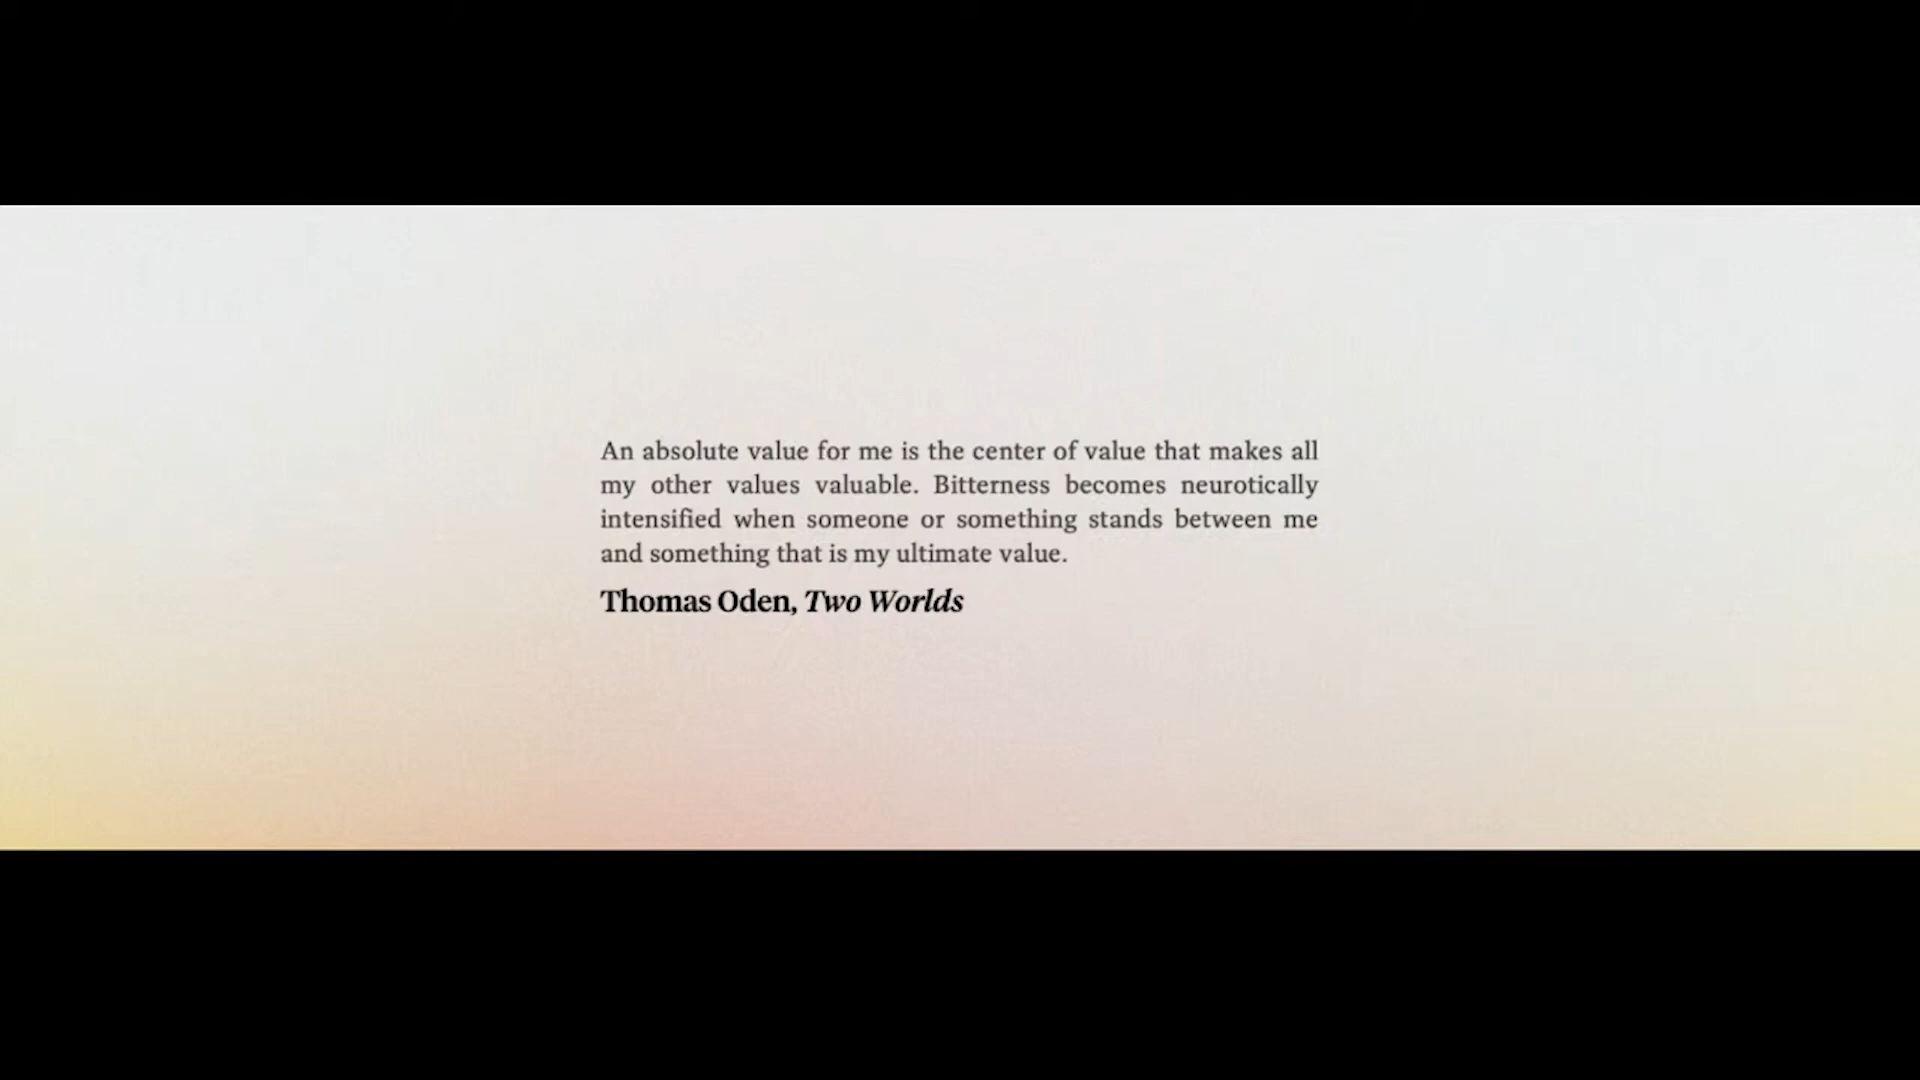 An absolute value for me is the center of value that makes all
my other values valuable. Bitterness becomes neurotically
intensified when someone or something stands between me
and something that is my ultimate value.
Thomas Oden, Two Worlds